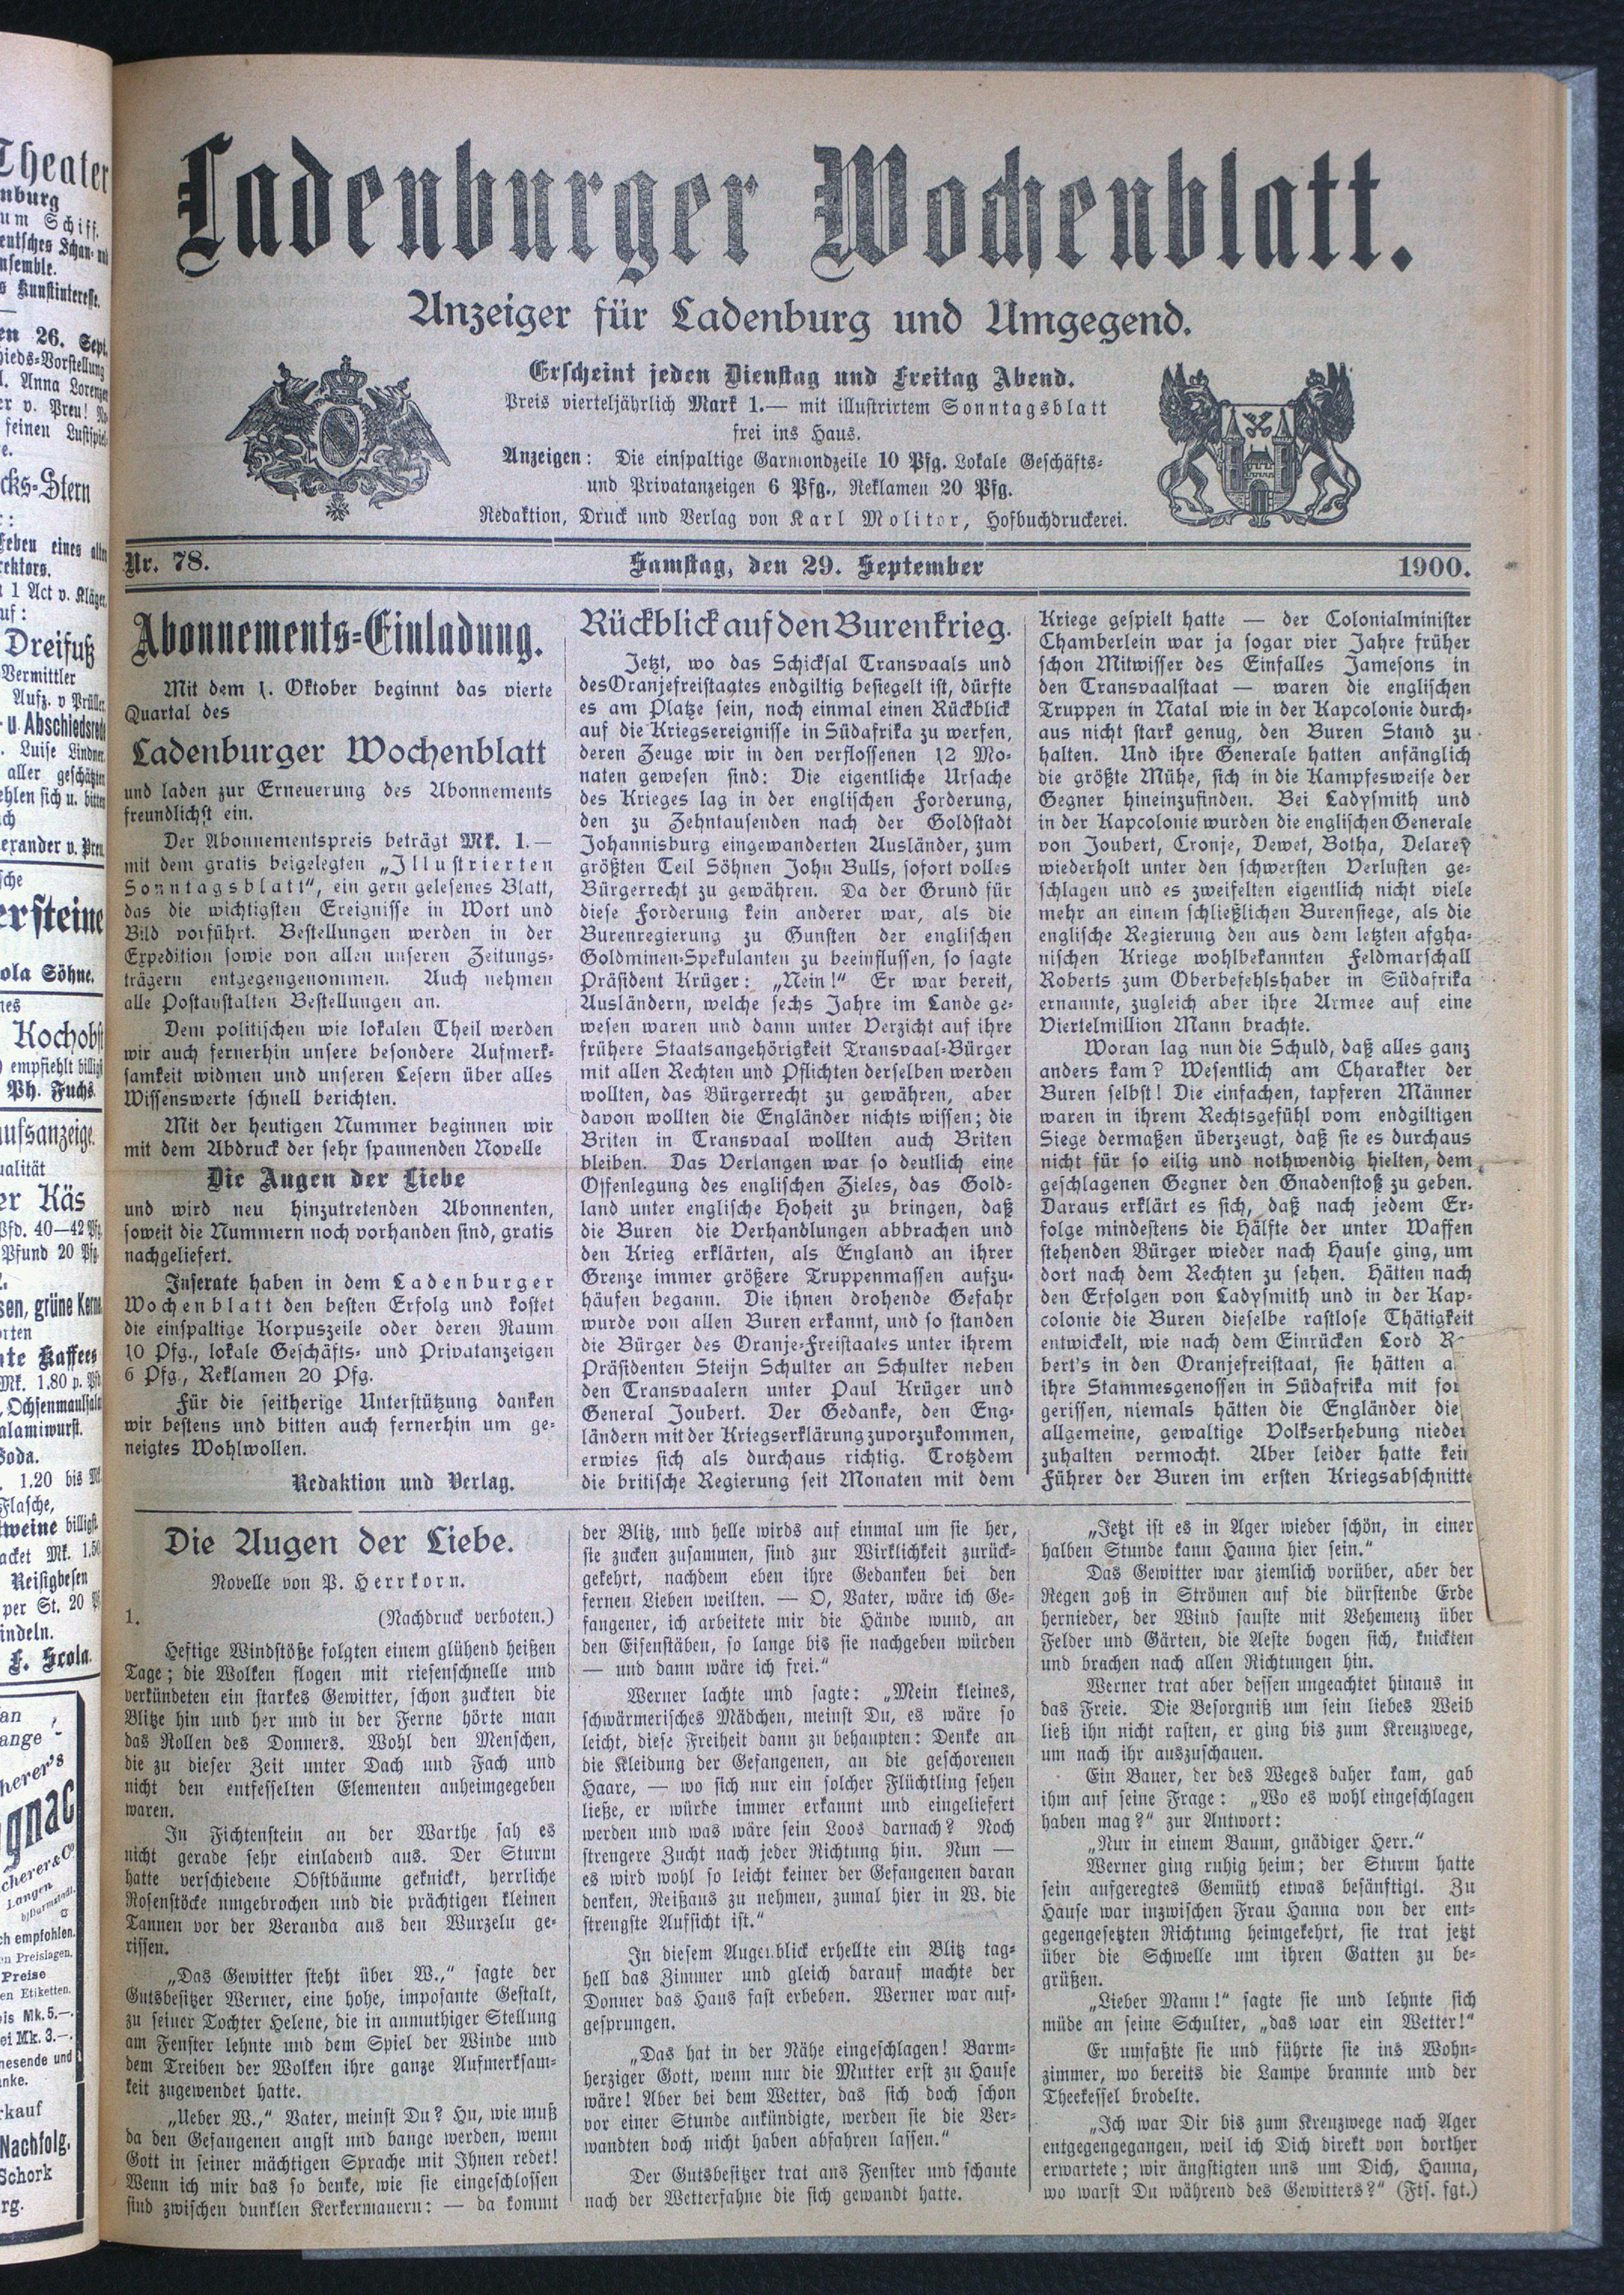 Ladenburger Wochenblatt.
Anzeiger für Ladenburg und Umgegend.
Erscheint jeden Dienstag und Freitag Abend.
Preis vierteljährlich Mark 1.— mit illustrirtem Sonntagsblatt
frei ins Haus.
Anzeigen: Die einspaltige Garmondzeile 10 Pfg. Lokale Geschäfts-
und Privatanzeigen 6 Pfg., Reklamen 20 Pfg.
Redaktion, Druck und Verlag von Karl Molitor, Hofbuchdruckerei.
Nr. 78. Samstag, den 29. September 1900.
Abonnements-Einladung.
Mit dem 1. Oktober beginnt das vierte
Quartal des
Ladenburger Wochenblatt
und laden zur Erneuerung des Abonnements
freundlichst ein.
Der Abonnementspreis beträgt Mk. 1.—
mit dem gratis beigelegten „Illustrierten
Sonntagsblatt“, ein gern gelesenes Blatt,
das die wichtigsten Ereignisse in Wort und
Bild vorführt. Bestellungen werden in der
Expedition sowie von allen unseren Zeitungs-
trägern entgegengenommen. Auch nehmen
alle Postanstalten Bestellungen an.
Dem politischen wie lokalen Theil werden
wir auch fernerhin unsere besondere Aufmerk-
samkeit widmen und unseren Lesern über alles
Wissenswerte schnell berichten.
Mit der heutigen Nummer beginnen wir
mit dem Abdruck der sehr spannenden Novelle
Die Augen der Liebe
und wird neu hinzutretenden Abonnenten,
soweit die Nummern noch vorhanden sind, gratis
nachgeliefert.
Inserate haben in dem Ladenburger
Wochenblatt den besten Erfolg und kostet
die einspaltige Korpuszeile oder deren Raum
10 Pfg., lokale Geschäfts- und Privatanzeigen
6 Pfg., Reklamen 20 Pfg.
Für die seitherige Unterstützung danken
wir bestens und bitten auch fernerhin um ge-
neigtes Wohlwollen.
Redaktion und Verlag.
Rückblick auf den Burenkrieg.
Jetzt, wo das Schicksal Transvaals und
des Oranjefreistagtes endgiltig besiegelt ist, dürfte
es am Platze sein, noch einmal einen Rückblick
auf die Kriegsereignisse in Südafrika zu werfen,
deren Zeuge wir in den verflossenen 12 Mo-
naten gewesen sind: Die eigentliche Ursache
des Krieges lag in der englischen Forderung,
den zu Zehntausenden nach der Goldstadt
Johannisburg eingewanderten Ausländer, zum
größten Teil Söhnen John Bulls, sofort volles
Bürgerrecht zu gewähren. Da der Grund für
diese Forderung kein anderer war, als die
Burenregierung zu Gunsten der englischen
Goldminen-Spekulanten zu beeinflussen, so sagte
Präsident Krüger: „Nein!“ Er war bereit,
Ausländern, welche sechs Jahre im Lande ge-
wesen waren und dann unter Verzicht auf ihre
frühere Staatsangehörigkeit Transvaal-Bürger
mit allen Rechten und Pflichten derselben werden
wollten, das Bürgerrecht zu gewähren, aber
davon wollten die Engländer nichts wissen; die
Briten in Transvaal wollten auch Briten
bleiben. Das Verlangen war so deutlich eine
Offenlegung des englischen Zieles, das Gold-
land unter englische Hoheit zu bringen, daß
die Buren die Verhandlungen abbrachen und
den Krieg erklärten, als England an ihrer
Grenze immer größere Truppenmassen aufzu-
häufen begann. Die ihnen drohende Gefahr
wurde von allen Buren erkannt, und so standen
die Bürger des Oranje-Freistaates unter ihrem
Präsidenten Steijn Schulter an Schulter neben
den Transvaalern unter Paul Krüger und
General Joubert. Der Gedanke, den Eng-
ländern mit der Kriegserklärung zuvorzukommen,
erwies sich als durchaus richtig. Trotzdem
die britische Regierung seit Monaten mit dem
Kriege gespielt hatte — der Colonialminister
Chamberlein war ja sogar vier Jahre früher
schon Mitwisser des Einfalles Jamesons in
den Transvaalstaat — waren die englischen
Truppen in Natal wie in der Kapcolonie durch-
aus nicht stark genug, den Buren Stand zu
halten. Und ihre Generale hatten anfänglich
die größte Mühe, sich in die Kampfesweise der
Gegner hineinzufinden. Bei Ladysmith und
in der Kapcolonie wurden die englischen Generale
von Joubert, Cronje, Dewet, Botha, Delarey
wiederholt unter den schwersten Verlusten ge-
schlagen und es zweifelten eigentlich nicht viele
mehr an einem schließlichen Burensiege, als die
englische Regierung den aus dem letzten afgha-
nischen Kriege wohlbekannten Feldmarschall
Roberts zum Oberbefehlshaber in Südafrika
ernannte, zugleich aber ihre Armee auf eine
Viertelmillion Mann brachte.
Woran lag nun die Schuld, daß alles ganz
anders kam? Wesentlich am Charakter der
Buren selbst! Die einfachen, tapferen Männer
waren in ihrem Rechtsgefühl vom endgiltigen
Siege dermaßen überzeugt, daß sie es durchaus
nicht für so eilig und nothwendig hielten, dem
geschlagenen Gegner den Gnadenstoß zu geben.
Daraus erklärt es sich, daß nach jedem Er-
folge mindestens die Hälfte der unter Waffen
stehenden Bürger wieder nach Hause ging, um
dort nach dem Rechten zu sehen. Hätten nach
den Erfolgen von Ladysmith und in der Kap-
colonie die Buren dieselbe rastlose Thätigkeit
entwickelt, wie nach dem Einrücken Lord
bert's in den Oranjefreistaat, sie hätten
ihre Stammesgenossen in Südafrika mit
gerissen, niemals hätten die Engländer die
allgemeine, gewaltige Volkserhebung nieder
zuhalten vermocht. Aber leider hatte kein
Führer der Buren im ersten Kriegsabschnitte
Die Augen der Liebe.
Novelle von P. Herrkorn.
1. (Nachdruck verboten.)
Heftige Windstöße folgten einem glühend heißen
Tage; die Wolken flogen mit riesenschnelle und
verkündeten ein starkes Gewitter, schon zuckten die
Blitze hin und her und in der Ferne hörte man
das Rollen des Donners. Wohl den Menschen,
die zu dieser Zeit unter Dach und Fach und
nicht den entfesselten Elementen anheimgegeben
waren.
In Fichtenstein an der Warthe sah es
nicht gerade sehr einladend aus. Der Sturm
hatte verschiedene Obstbäume geknickt, herrliche
Rosenstöcke umgebrochen und die prächtigen kleinen
Tannen vor der Veranda aus den Wurzeln ge-
rissen.
„Das Gewitter steht über W.,“ sagte der
Gutsbesitzer Werner, eine hohe, imposante Gestalt,
zu seiner Tochter Helene, die in anmuthiger Stellung
am Fenster lehnte und dem Spiel der Winde und
dem Treiben der Wolken ihre ganze Aufmerksam-
keit zugewendet hatte.
„Ueber W.,“ Vater, meinst Du? Hu, wie muß
da den Gefangenen angst und bange werden, wenn
Gott in seiner mächtigen Sprache mit Ihnen redet!
Wenn ich mir das so denke, wie sie eingeschlossen
sind zwischen dunklen Kerkermauern: — da kommt
der Blitz, und helle wirds auf einmal um sie her,
sie zucken zusammen, sind zur Wirklichkeit zurück-
gekehrt, nachdem eben ihre Gedanken bei den
fernen Lieben weilten. — O, Vater, wäre ich Ge-
fangener, ich arbeitete mir die Hände wund, an
den Eisenstäben, so lange bis sie nachgeben würden
— und dann wäre ich frei.“
Werner lachte und sagte: „Mein kleines,
schwärmerisches Mädchen, meinst Du, es wäre so
leicht, diese Freiheit dann zu behaupten: Denke an
die Kleidung der Gefangenen, an die geschorenen
Haare, — wo sich nur ein solcher Flüchtling sehen
ließe, er würde immer erkannt und eingeliefert
werden und was wäre sein Loos darnach? Noch
strengere Zucht nach jeder Richtung hin. Nun —
es wird wohl so leicht keiner der Gefangenen daran
denken, Reißaus zu nehmen, zumal hier in W. die
strengste Aufsicht ist.“
In diesem Augenblick erhellte ein Blitz tag-
hell das Zimmer und gleich darauf machte der
Donner das Haus fast erbeben. Werner war auf-
gesprungen.
„Das hat in der Nähe eingeschlagen! Barm-
herziger Gott, wenn nur die Mutter erst zu Hause
wäre! Aber bei dem Wetter, das sich doch schon
vor einer Stunde ankündigte, werden sie die Ver-
wandten doch nicht haben abfahren lassen.“
Der Gutsbesitzer trat ans Fenster und schaute
nach der Wetterfahne die sich gewandt hatte.
„Jetzt ist es in Ager wieder schön, in einer
halben Stunde kann Hanna hier sein.“
Das Gewitter war ziemlich vorüber, aber der
Regen goß in Strömen auf die dürstende Erde
hernieder, der Wind sauste mit Vehemenz über
Felder und Gärten, die Aeste bogen sich, knickten
und brachen nach allen Richtungen hin.
Werner trat aber dessen ungeachtet hinaus in
das Freie. Die Besorgniß um sein liebes Weib
ließ ihn nicht rasten, er ging bis zum Kreuzwege,
um nach ihr auszuschauen.
Ein Bauer, der des Weges daher kam, gab
ihm auf seine Frage: „Wo es wohl eingeschlagen
haben mag?“ zur Antwort:
„Nur in einem Baum, gnädiger Herr.“
Werner ging ruhig heim; der Sturm hatte
sein aufgeregtes Gemüth etwas besänftigt. Zu
Hause war inzwischen Frau Hanna von der ent-
gegengesetzten Richtung heimgekehrt, sie trat jetzt
über die Schwelle um ihren Gatten zu be-
grüßen.
„Lieber Mann!“ sagte sie und lehnte sich
müde an seine Schulter, „das war ein Wetter!“
Er umfaßte sie und führte sie ins Wohn-
zimmer, wo bereits die Lampe brannte und der
Theekessel brodelte.
„Ich war Dir bis zum Kreuzwege nach Ager
entgegengegangen, weil ich Dich direkt von dorther
erwartete; wir ängstigten uns um Dich, Hanna,
wo warst Du während des Gewitters?“ (Fts. fgt.)